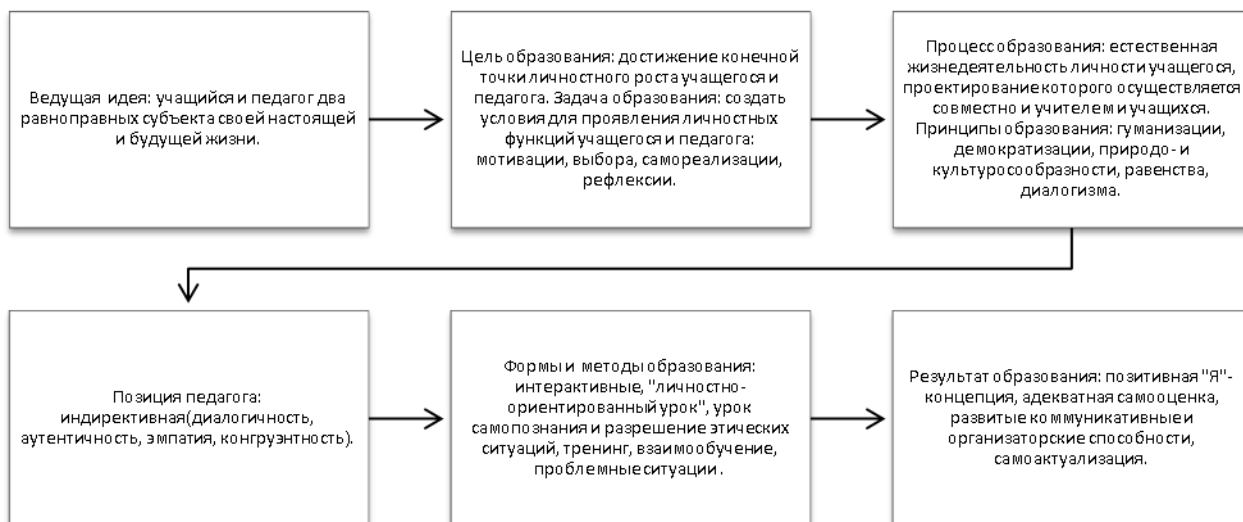 Ведущая идея: учащийся и педагог два
равноправных субъекта своей настоящей
и будущей жизни.
Цель образования: достижение конечной
точки личностного роста учащегося и
педагога. Задача образования: создать
условия для проявления личностных
функций учащегося и педагога:
мотивации, выбора, самореализации,
рефлексии.
Процесс образования: естественная
жизнедеятельность личности учащегося,
проектирование которого осуществляется
совместно и учителем и учащихся.
Принципы образования: гуманизации,
демократизации, природо- и
культуросообразности, равенства,
диалогизма.
Позиция педагога:
индирективная(диалогичность,
аутентичность, эмпатия, конгруэнтность).
Формы и методы образования:
интерактивные, "личностно-
ориентированный урок", урок
самопознания и разрешение этических
ситуаций, тренинг, взаимообучение,
проблемные ситуации.
Результат образования: позитивная "Я"-
концепция, адекватная самооценка,
развитые коммуникативные и
организаторские способности,
самоактуализация.